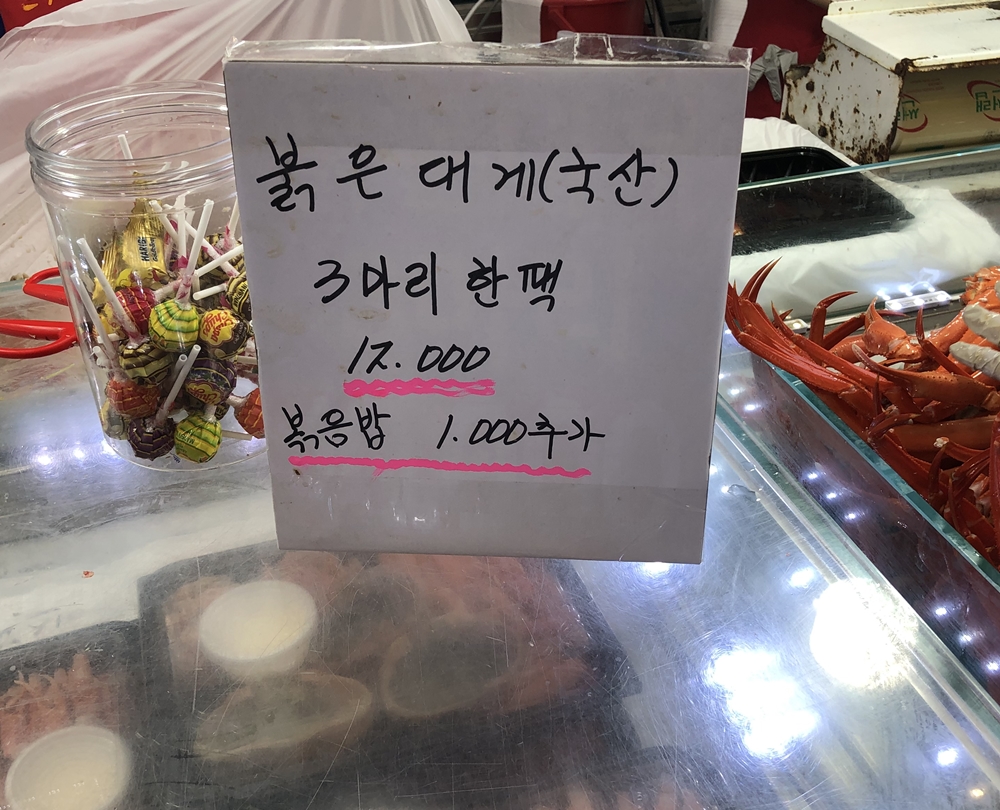 붉은대게(국산)
3마리 한팩
12.000
볶음밥 1.000추가